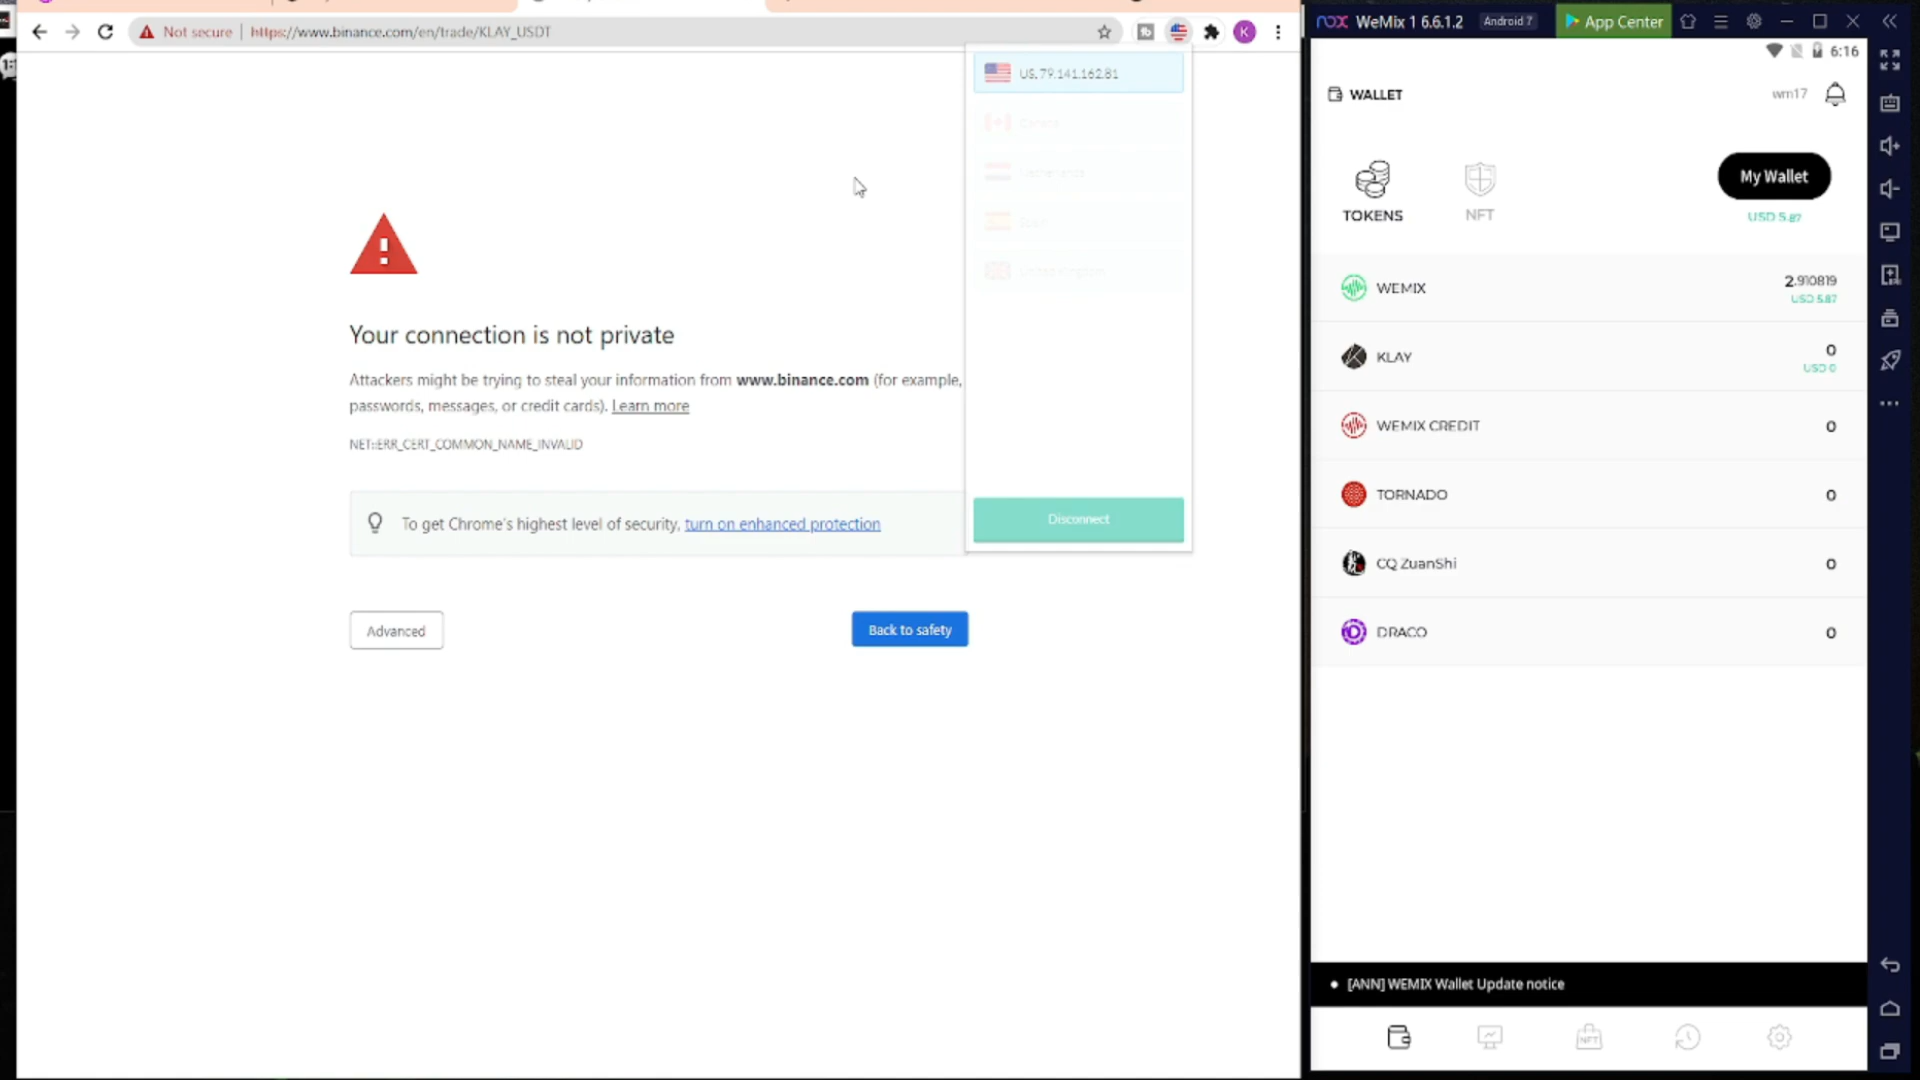 Not secure
https://www.binance.com/en/trade/KLAY_USDT
K
US, 79.141.162.81
Canada
Netherlands
United Kingdom
Disconnect
Your connection is not private
Attackers might be trying to steal your information from www.binance.com (for example,
passwords, messages, or credit cards). Learn more
NET::ERR_CERT_COMMON_NAME_INVALID
To get Chrome's highest level of security, turn on enhanced protection
Advanced
Back to safety
nox WeMix 1 6.6.1.2
Android 7
App Center
6:16
WALLET
wm17
TOKENS
NFT
My Wallet
USD 5.87
WEMIX
2.910819
USD 5.87
KLAY
0
USD 0
WEMIX CREDIT
0
TORNADO
0
CQ ZuanShi
0
DRACO
0
[ANN] WEMIX Wallet Update notice
NFT